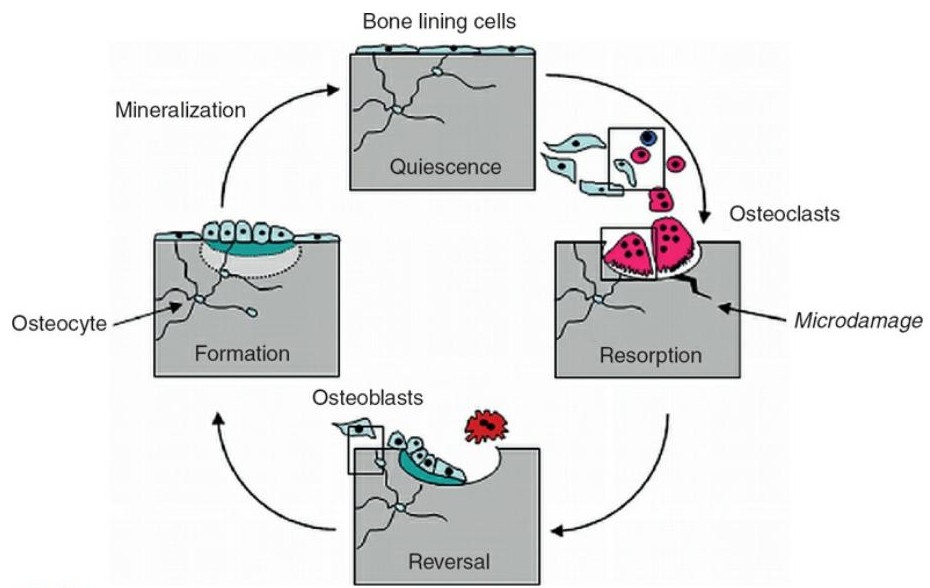 Bone lining cells
Mineralization
Quiescence
Osteoclasts
Osteocyte
Formation
Resorption
Microdamage
Osteoblasts
Reversal